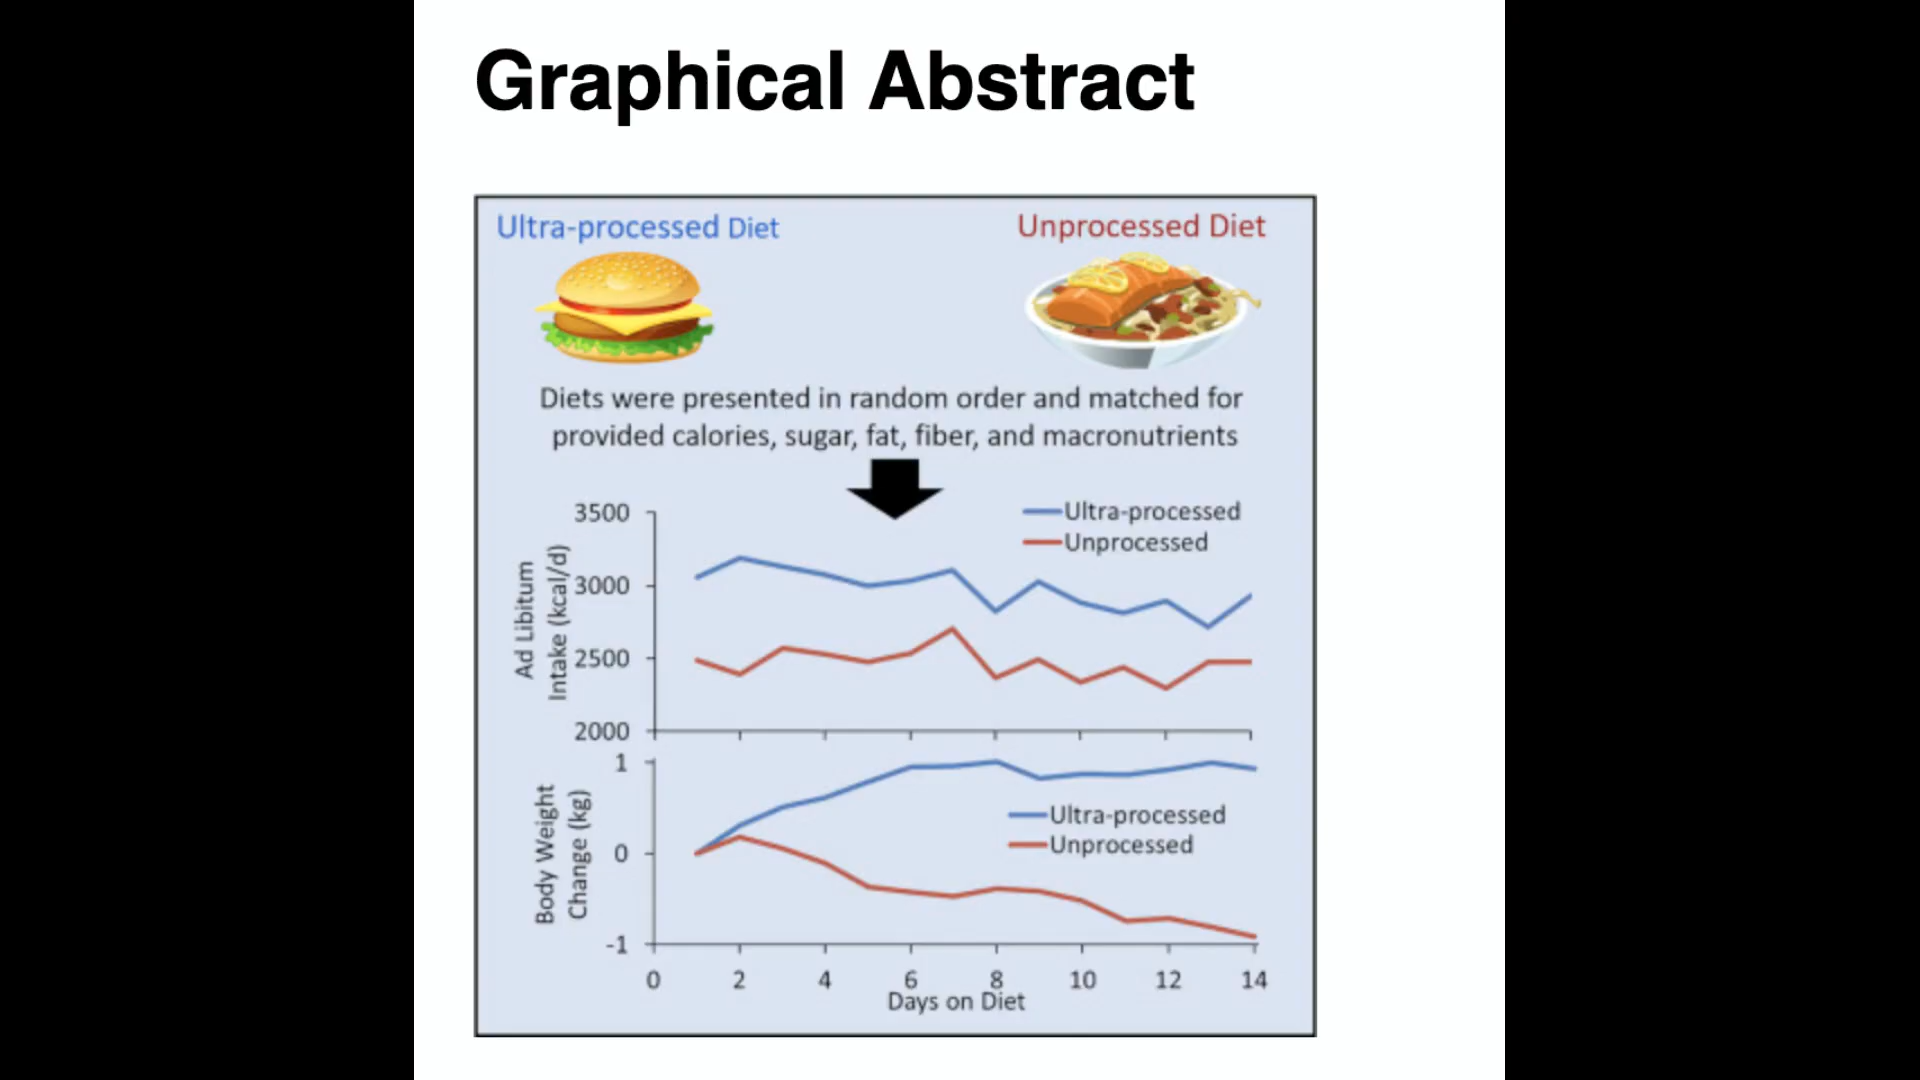 Graphical Abstract
Ultra-processed Diet
Unprocessed Diet
Diets were presented in random order and matched for
provided calories, sugar, fat, fiber, and macronutrients
Ad Libitum
Intake (kcal/d)
3500
3000
2500
2000
Ultra-processed
Unprocessed
Body Weight
Change (kg)
1
0
-1
Ultra-processed
Unprocessed
0 2 4 6 8 10 12 14
Days on Diet